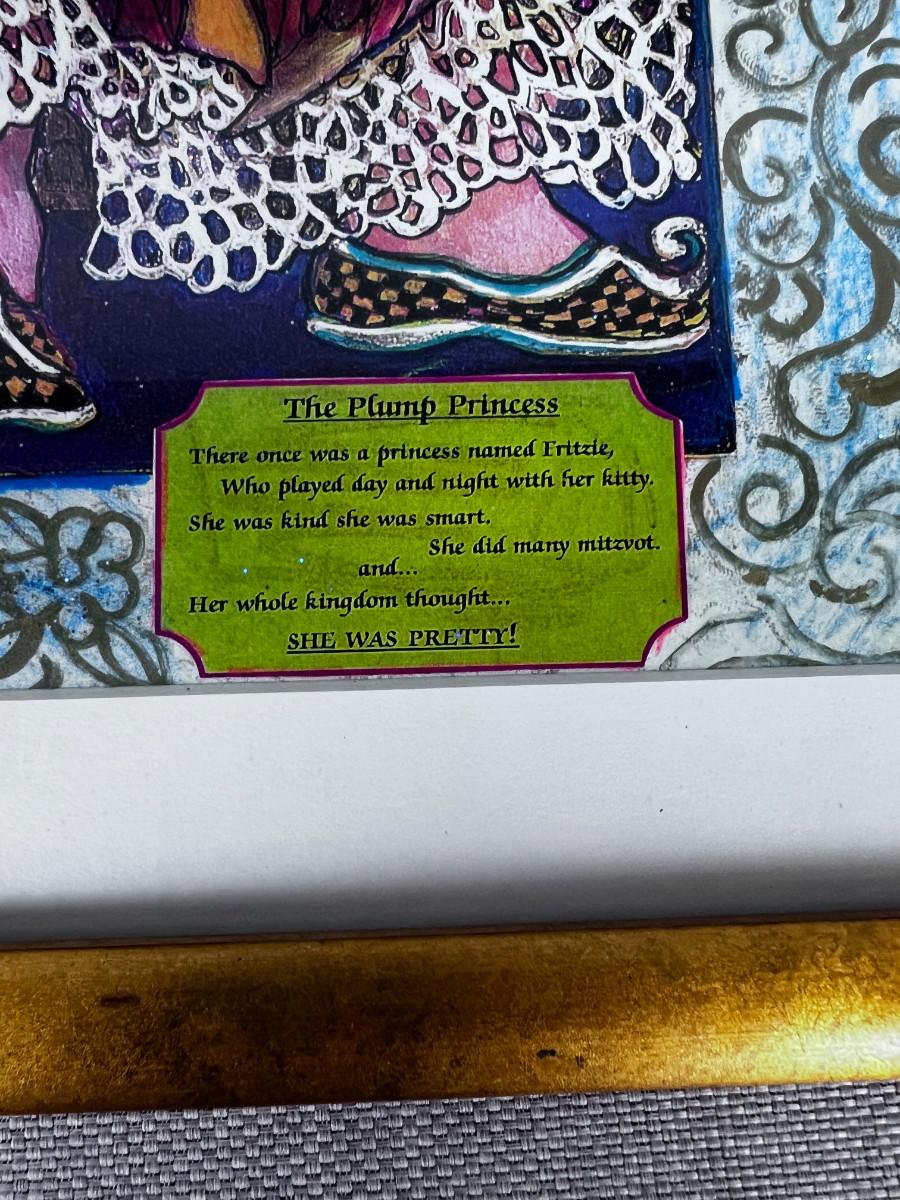 The Plump Princess
There once was a princess named Fritzie,
Who played day and night with her kitty.
She was kind she was smart.
She did many mitzvot.
and...
Her whole kingdom thought...
SHE WAS PRETTY!